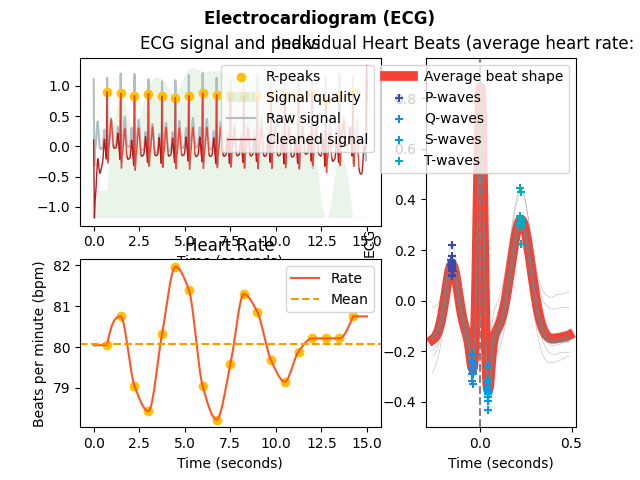 Electrocardiogram (ECG)
ECG signal and peaks
Individual Heart Beats (average heart rate:
R-peaks
Signal quality
Raw signal
Cleaned signal
1.0
0.5
0.0
−0.5
−1.0
0.0 2.5 5.0 7.5 10.0 12.5 15.0
Time (seconds)
Average beat shape
P-waves
Q-waves
S-waves
T-waves
ECG
0.8
0.6
0.4
0.2
0.0
−0.2
−0.4
0.0 0.5
Time (seconds)
Heart Rate
Rate
Mean
Beats per minute (bpm)
82
81
80
79
0.0 2.5 5.0 7.5 10.0 12.5 15.0
Time (seconds)